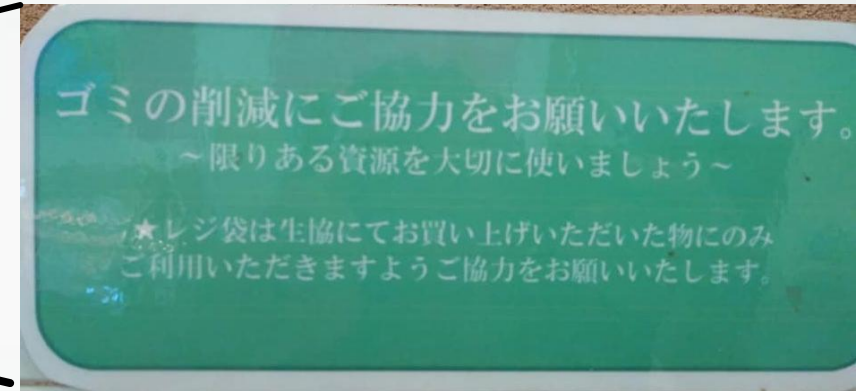 ゴミの削減にご協力をお願いいたします。
～限りある資源を大切に使いましょう～
★レジ袋は生協にてお買い上げいただいた物にのみ
ご利用いただきますようご協力をお願いいたします。